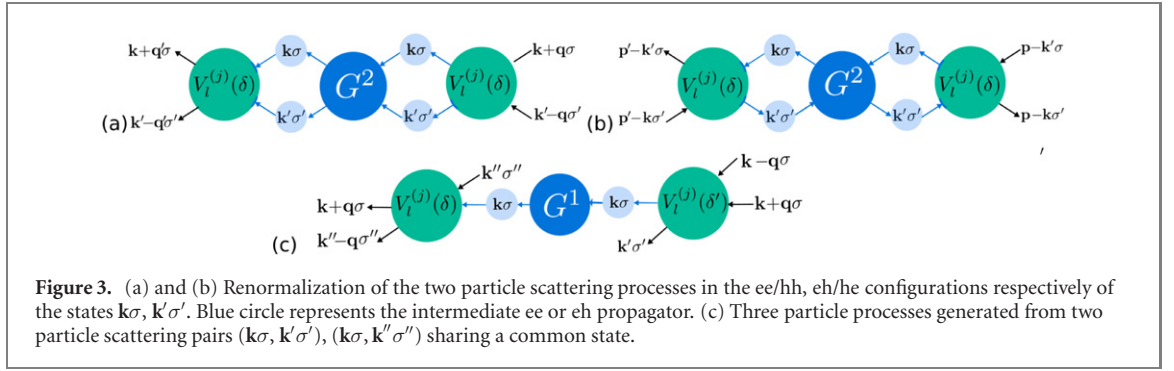 k+q′σ kσ kσ k+qσ p′−k′σ kσ kσ p−k′σ
V_l^(j)(δ) G² V_l^(j)(δ) V_l^(j)(δ) G² V_l^(j)(δ)
(a) k′−q′σ′ k′σ′ k′σ′ k′−qσ′ (b) p′−kσ′ k′σ′ k′σ′ p−kσ′
′
k″σ″ k−qσ
k+qσ V_l^(j)(δ) kσ G¹ kσ V_l^(j)(δ′) k+qσ
(c) k″−qσ″ k′σ′
Figure 3. (a) and (b) Renormalization of the two particle scattering processes in the ee/hh, eh/he configurations respectively of
the states kσ, k′σ′. Blue circle represents the intermediate ee or eh propagator. (c) Three particle processes generated from two
particle scattering pairs (kσ, k′σ′), (kσ, k″σ″) sharing a common state.